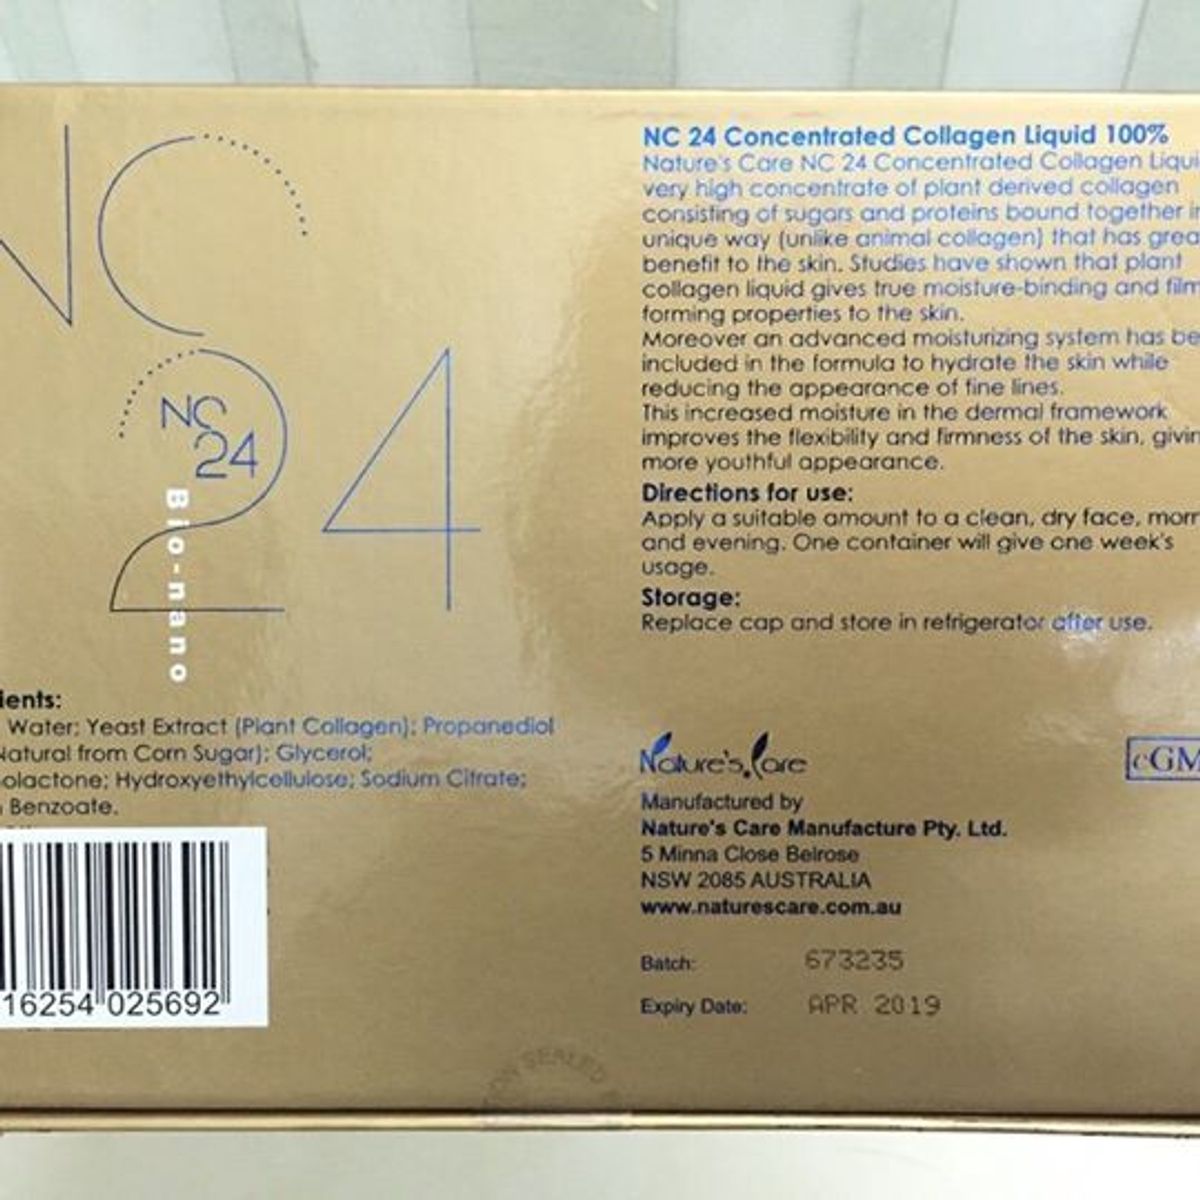 NC
24
NC
24
Bio-nano
ients:
Water; Yeast Extract (Plant Collagen); Propanediol
Natural from Corn Sugar); Glycerol;
olactone; Hydroxyethylcellulose; Sodium Citrate;
Benzoate.
16254 025692
NC 24 Concentrated Collagen Liquid 100%
Nature's Care NC 24 Concentrated Collagen Liqui
very high concentrate of plant derived collagen
consisting of sugars and proteins bound together i
unique way (unlike animal collagen) that has grea
benefit to the skin. Studies have shown that plant
collagen liquid gives true moisture-binding and film
forming properties to the skin.
Moreover an advanced moisturizing system has be
included in the formula to hydrate the skin while
reducing the appearance of fine lines.
This increased moisture in the dermal framework
improves the flexibility and firmness of the skin, givin
more youthful appearance.
Directions for use:
Apply a suitable amount to a clean, dry face, morn
and evening. One container will give one week's
usage.
Storage:
Replace cap and store in refrigerator after use.
Nature's Care
cGM
Manufactured by
Nature's Care Manufacture Pty. Ltd.
5 Minna Close Belrose
NSW 2085 AUSTRALIA
www.naturescare.com.au
Batch: 673235
Expiry Date: APR 2019
SEALED